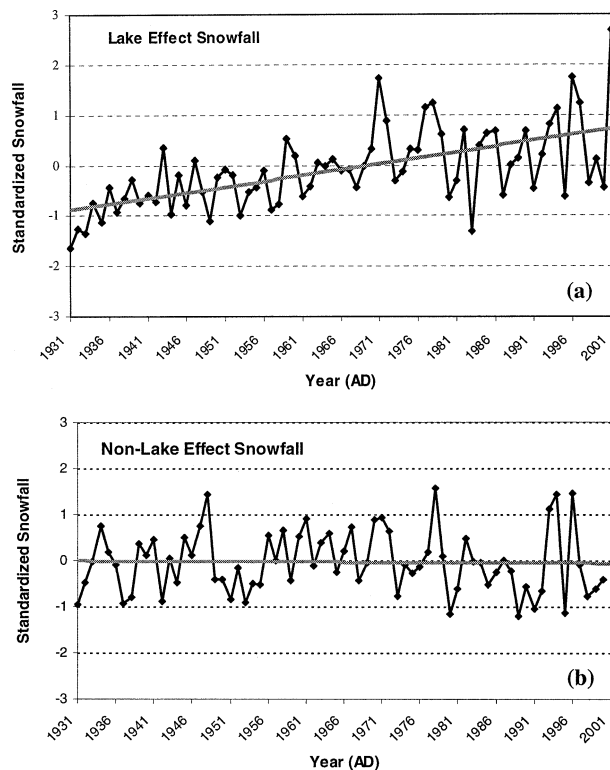 3
Lake Effect Snowfall
2
1
0
-1
-2
-3
Standardized Snowfall
(a)
1931 1936 1941 1946 1951 1956 1961 1966 1971 1976 1981 1986 1991 1996 2001
Year (AD)
3
Non-Lake Effect Snowfall
2
1
0
-1
-2
-3
Standardized Snowfall
(b)
1931 1936 1941 1946 1951 1956 1961 1966 1971 1976 1981 1986 1991 1996 2001
Year (AD)